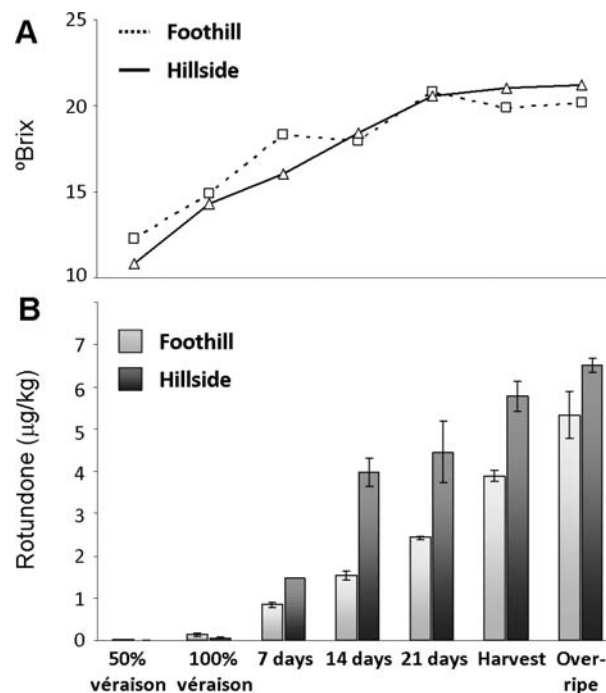 A
25
Foothill
Hillside
20
15
10
ºBrix
B
7
Foothill
6
Hillside
5
4
3
2
1
0
Rotundone (µg/kg)
50% 100% 7 days 14 days 21 days Harvest Over-
véraison véraison ripe